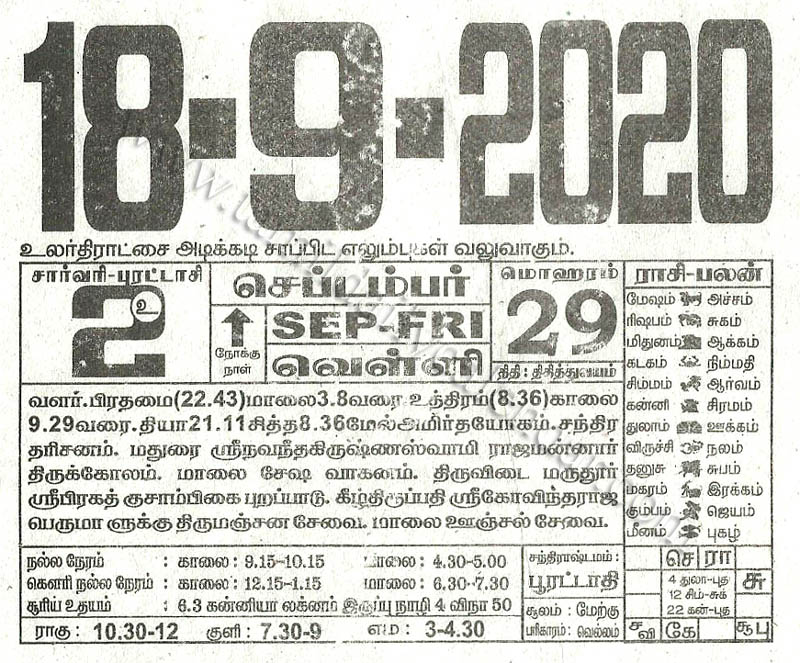 18-9-2020
உலர்திராட்சை அடிக்கடி சாப்பிட எலும்புகள் வலுவாகும்.
சார்வரி-புரட்டாசி
2
உ
செப்டம்பர்
நோக்கு
நாள்
SEP-FRI
வெள்ளி
மொஹரம்
29
திதி : திதித்துவயம்
வளர். பிரதமை(22.43)மாலை3.8வரை உத்திரம்(8.36)காலை
9.29வரை. தியா21.11சித்த8.36மேல்அமிர்தயோகம். சந்திர
தரிசனம். மதுரை ஸ்ரீநவநீதகிருஷ்ணஸ்வாமி ராஜமன்னார்
திருக்கோலம். மாலை சேஷ வாகனம். திருவிடை மருதூர்
ஸ்ரீபிரகத் குசாம்பிகை புறப்பாடு. கீழ்திருப்பதி ஸ்ரீகோவிந்தராஜ
பெருமா ளுக்கு திருமஞ்சன சேவை. மாலை ஊஞ்சல் சேவை.
ராசி-பலன்
மேஷம் அச்சம்
ரிஷபம் சுகம்
மிதுனம் ஆக்கம்
கடகம் நிம்மதி
சிம்மம் ஆர்வம்
கன்னி சிரமம்
துலாம் ஊக்கம்
விருச்சி நலம்
தனுசு சுபம்
மகரம் இரக்கம்
கும்பம் ஜெயம்
மீனம் புகழ்
நல்ல நேரம் : காலை: 9.15-10.15 மாலை: 4.30-5.00
கௌரி நல்ல நேரம் : காலை: 12.15-1.15 மாலை: 6.30-7.30
சூரிய உதயம் : 6.3 கன்னியா லக்னம் இருப்பு நாழி 4 விநா 50
ராகு : 10.30-12 குளி : 7.30-9 எம : 3-4.30
சந்திராஷ்டமம் :
பூரட்டாதி
சூலம் : மேற்கு
பரிகாரம் : வெல்லம்
செ ரா
4 துலா-புத
12 சிம்-சுக்
22 கன்-புத
சு
ச வி கே சூ பு